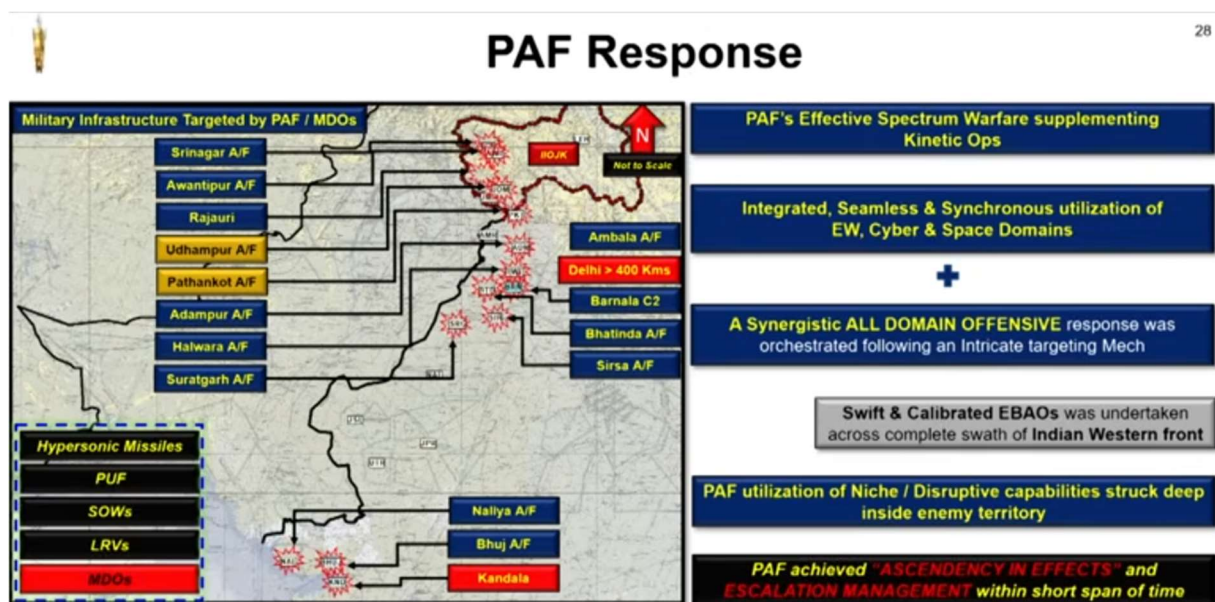 28
PAF Response
Military Infrastructure Targeted by PAF / MDOs
Srinagar A/F
Awantipur A/F
Rajauri
Udhampur A/F
Pathankot A/F
Adampur A/F
Halwara A/F
Suratgarh A/F
IIOJK
N
Not to Scale
Ambala A/F
Delhi > 400 Kms
Barnala C2
Bhatinda A/F
Sirsa A/F
Hypersonic Missiles
PUF
SOWs
LRVs
MDOs
Naliya A/F
Bhuj A/F
Kandala
PAF's Effective Spectrum Warfare supplementing
Kinetic Ops
Integrated, Seamless & Synchronous utilization of
EW, Cyber & Space Domains
A Synergistic ALL DOMAIN OFFENSIVE response was
orchestrated following an Intricate targeting Mech
Swift & Calibrated EBAOs was undertaken
across complete swath of Indian Western front
PAF utilization of Niche / Disruptive capabilities struck deep
inside enemy territory
PAF achieved "ASCENDENCY IN EFFECTS" and
ESCALATION MANAGEMENT within short span of time